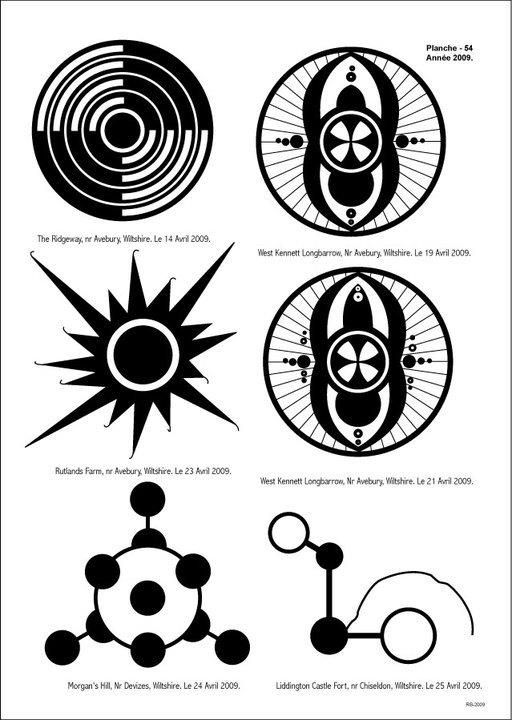 Planche - 54
Année 2009.
The Ridgeway, nr Avebury, Wiltshire. Le 14 Avril 2009.
West Kennett Longbarrow, Nr Avebury, Wiltshire. Le 19 Avril 2009.
Rutlands Farm, nr Avebury, Wiltshire. Le 23 Avril 2009.
West Kennett Longbarrow, Nr Avebury, Wiltshire. Le 21 Avril 2009.
Morgan's Hill, Nr Devizes, Wiltshire. Le 24 Avril 2009.
Liddington Castle Fort, nr Chiseldon, Wiltshire. Le 25 Avril 2009.
RB-2009